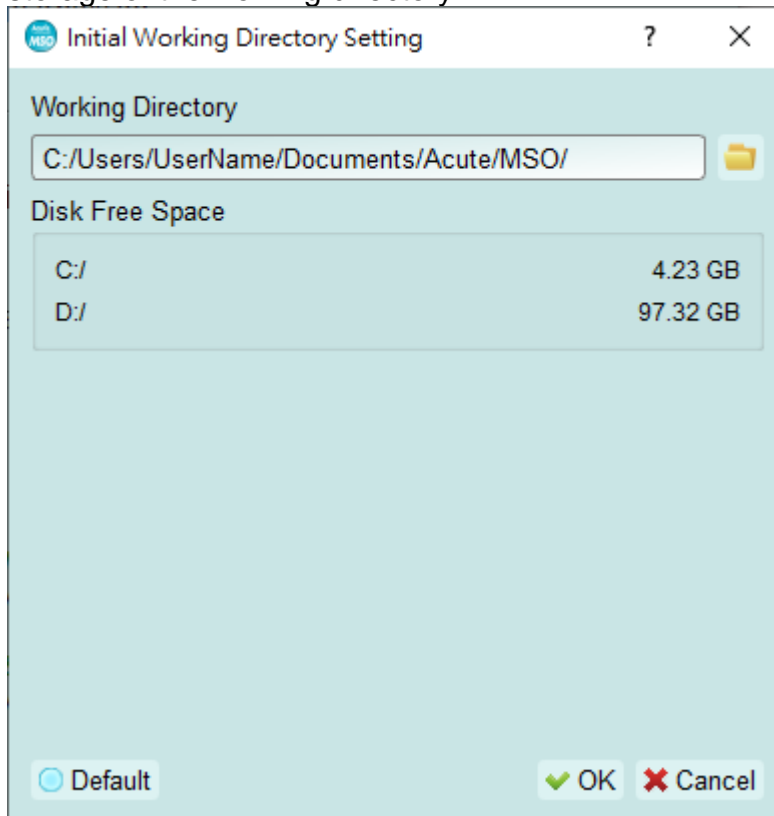 Initial Working Directory Setting ? ×
Working Directory
C:/Users/UserName/Documents/Acute/MSO/
Disk Free Space
C:/ 4.23 GB
D:/ 97.32 GB
Default OK Cancel